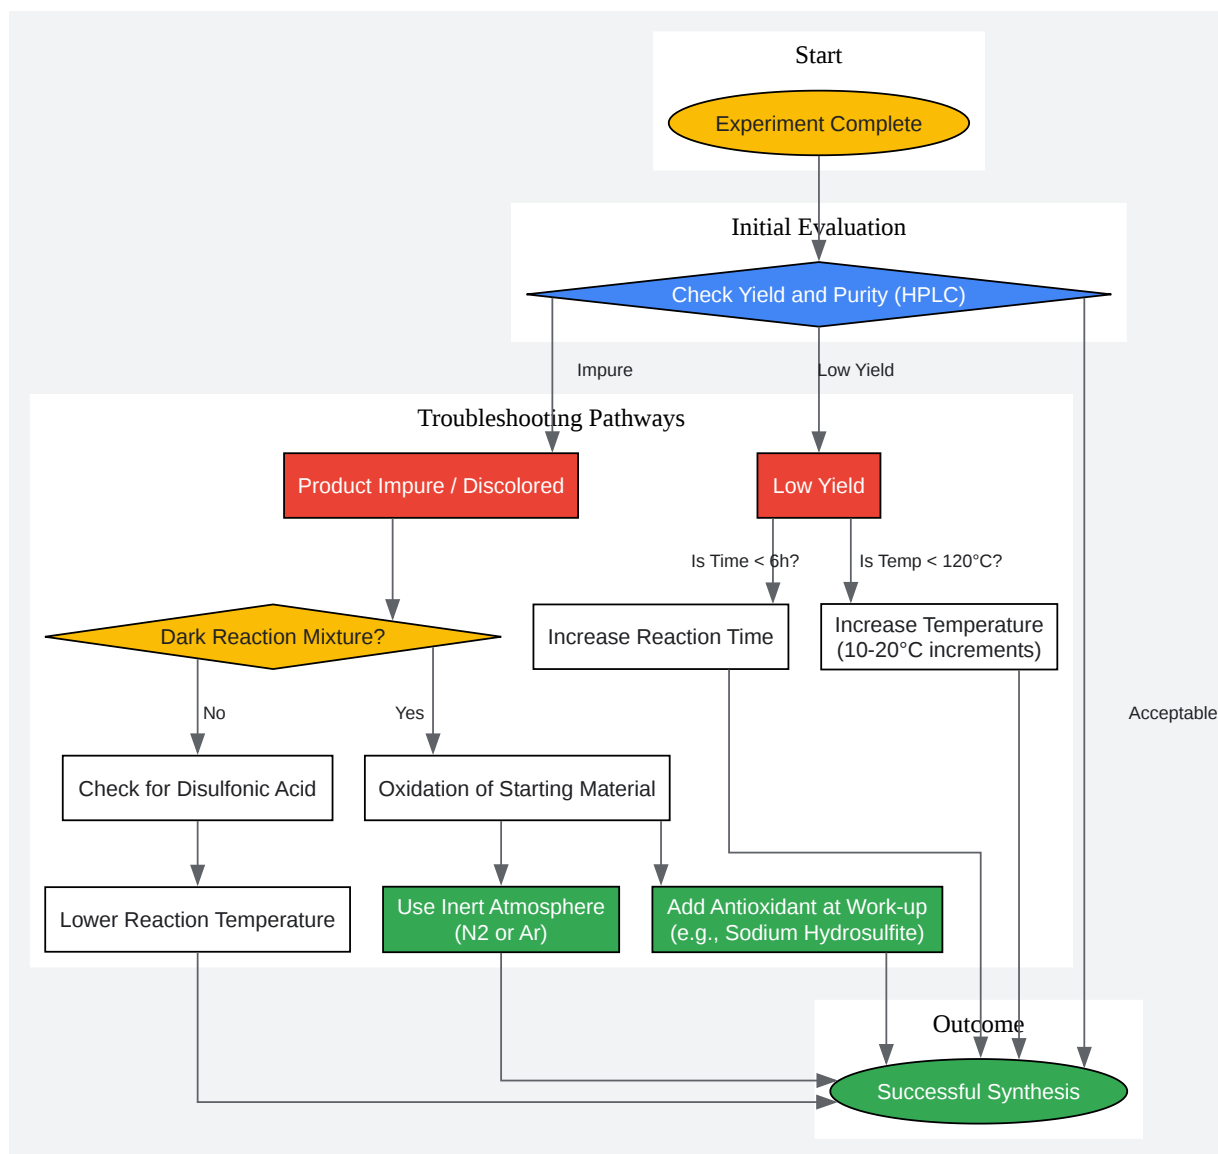 Start
Experiment Complete
Initial Evaluation
Check Yield and Purity (HPLC)
Impure
Low Yield
Troubleshooting Pathways
Product Impure / Discolored
Low Yield
Is Time < 6h?
Is Temp < 120°C?
Dark Reaction Mixture?
Increase Reaction Time
Increase Temperature
(10-20°C increments)
No
Yes
Acceptable
Check for Disulfonic Acid
Oxidation of Starting Material
Lower Reaction Temperature
Use Inert Atmosphere
(N2 or Ar)
Add Antioxidant at Work-up
(e.g., Sodium Hydrosulfite)
Outcome
Successful Synthesis